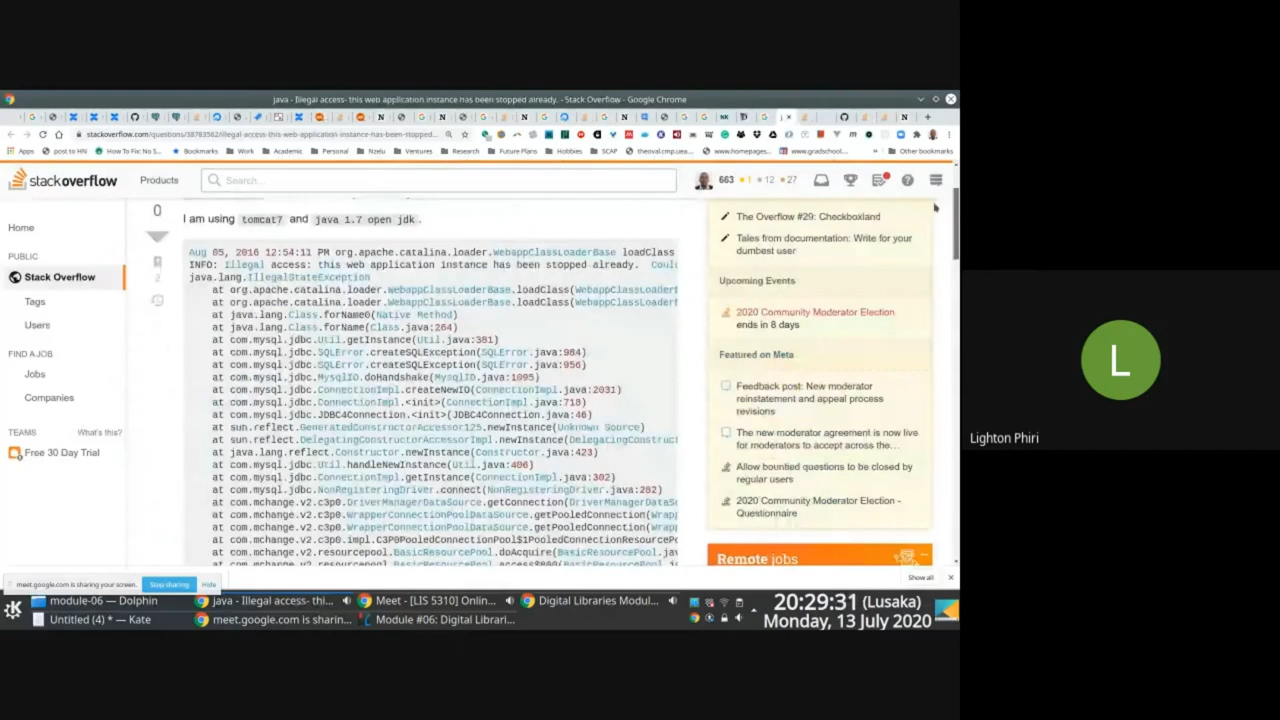 java - Illegal access- this web application instance has been stopped already. - Stack Overflow - Google Chrome
stackoverflow.com/questions/38783562/illegal-access-this-web-application-instance-has-been-stopped...
Apps
post to HN
How To Fix: No S...
Bookmarks
Work
Academic
Personal
Nzelu
Ventures
Research
Future Plans
Hobbies
SCAP
theoval.cmp.uea...
www.homepages...
www.gradschool...
»
Other bookmarks
stackoverflow
Products
Search...
663 1 12 27
Home
PUBLIC
Stack Overflow
Tags
Users
FIND A JOB
Jobs
Companies
TEAMS What's this?
Free 30 Day Trial
0
2
I am using tomcat7 and java 1.7 open jdk.
Aug 05, 2016 12:54:11 PM org.apache.catalina.loader.WebappClassLoaderBase loadClass
INFO: Illegal access: this web application instance has been stopped already. Coul
java.lang.IllegalStateException
at org.apache.catalina.loader.WebappClassLoaderBase.loadClass(WebappClassLoader
at org.apache.catalina.loader.WebappClassLoaderBase.loadClass(WebappClassLoader
at java.lang.Class.forName0(Native Method)
at java.lang.Class.forName(Class.java:264)
at com.mysql.jdbc.Util.getInstance(Util.java:381)
at com.mysql.jdbc.SQLError.createSQLException(SQLError.java:984)
at com.mysql.jdbc.SQLError.createSQLException(SQLError.java:956)
at com.mysql.jdbc.MysqlIO.doHandshake(MysqlIO.java:1095)
at com.mysql.jdbc.ConnectionImpl.createNewIO(ConnectionImpl.java:2031)
at com.mysql.jdbc.ConnectionImpl.<init>(ConnectionImpl.java:718)
at com.mysql.jdbc.JDBC4Connection.<init>(JDBC4Connection.java:46)
at sun.reflect.GeneratedConstructorAccessor125.newInstance(Unknown Source)
at sun.reflect.DelegatingConstructorAccessorImpl.newInstance(DelegatingConstruct
at java.lang.reflect.Constructor.newInstance(Constructor.java:423)
at com.mysql.jdbc.Util.handleNewInstance(Util.java:406)
at com.mysql.jdbc.ConnectionImpl.getInstance(ConnectionImpl.java:302)
at com.mysql.jdbc.NonRegisteringDriver.connect(NonRegisteringDriver.java:282)
at com.mchange.v2.c3p0.DriverManagerDataSource.getConnection(DriverManagerDataSo
at com.mchange.v2.c3p0.WrapperConnectionPoolDataSource.getPooledConnection(Wrap
at com.mchange.v2.c3p0.WrapperConnectionPoolDataSource.getPooledConnection(Wrap
at com.mchange.v2.c3p0.impl.C3P0PooledConnectionPool$1PooledConnectionResourcePo
at com.mchange.v2.resourcepool.BasicResourcePool.doAcquire(BasicResourcePool.jav
The Overflow #29: Checkboxland
Tales from documentation: Write for your
dumbest user
Upcoming Events
2020 Community Moderator Election
ends in 8 days
Featured on Meta
Feedback post: New moderator
reinstatement and appeal process
revisions
The new moderator agreement is now live
for moderators to accept across the...
Allow bountied questions to be closed by
regular users
2020 Community Moderator Election -
Questionnaire
Remote jobs
meet.google.com is sharing your screen.
Stop sharing
Hide
Show all
module-06 — Dolphin
java - Illegal access- thi...
Meet - [LIS 5310] Onlin...
Digital Libraries Modul...
Untitled (4) * — Kate
meet.google.com is sharin...
Module #06: Digital Librari...
20:29:31 (Lusaka)
Monday, 13 July 2020
L
Lighton Phiri